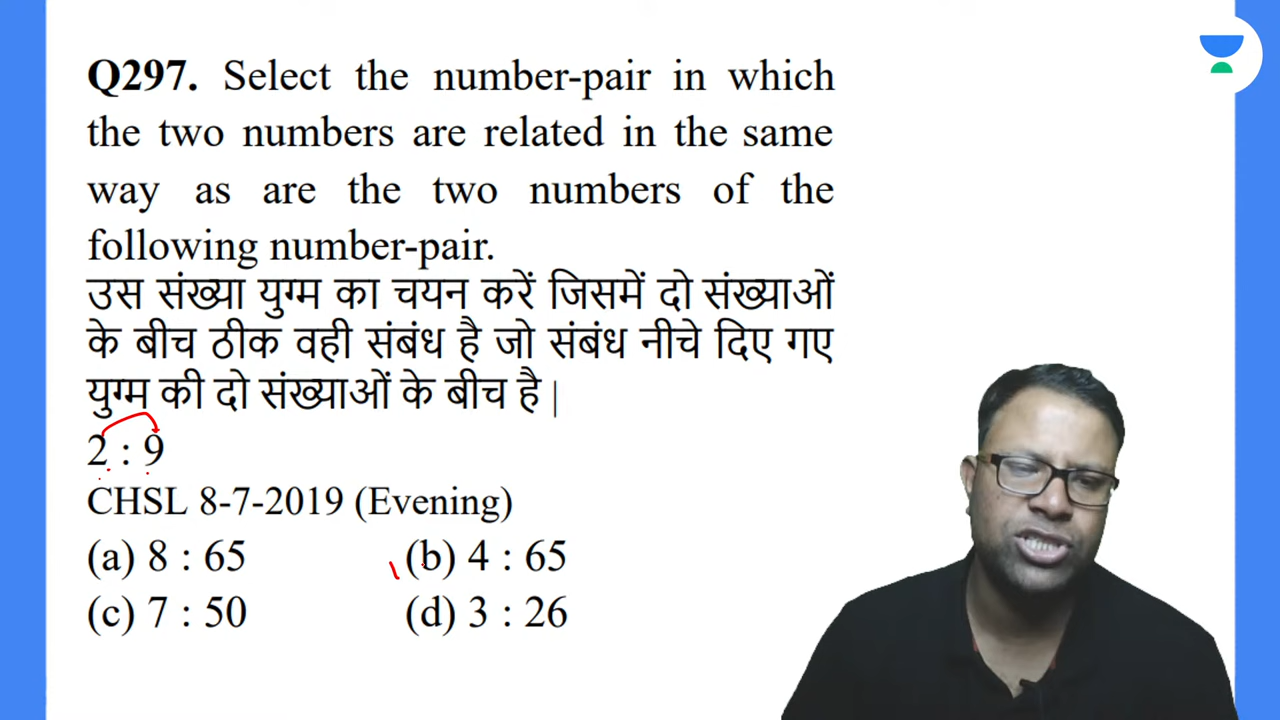 Q297. Select the number-pair in which
the two numbers are related in the same
way as are the two numbers of the
following number-pair.
उस संख्या युग्म का चयन करें जिसमें दो संख्याओं
के बीच ठीक वही संबंध है जो संबंध नीचे दिए गए
युग्म की दो संख्याओं के बीच है |
2 : 9
CHSL 8-7-2019 (Evening)
(a) 8 : 65 (b) 4 : 65
(c) 7 : 50 (d) 3 : 26